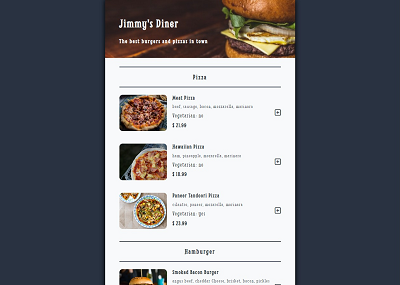 Jimmy's Diner
The best burgers and pizzas in town
Pizza
Meat Pizza
beef, sausage, bacon, mozzarella, marinara
Vegetarian: no
$ 21.99
Hawaiian Pizza
ham, pineapple, mozzarella, marinara
Vegetarian: no
$ 18.99
Paneer Tandoori Pizza
cilantro, paneer, mozzarella, marinara
Vegetarian: yes
$ 23.99
Hamburger
Smoked Bacon Burger
angus beef, cheddar Cheese, brisket, bacon, pickles